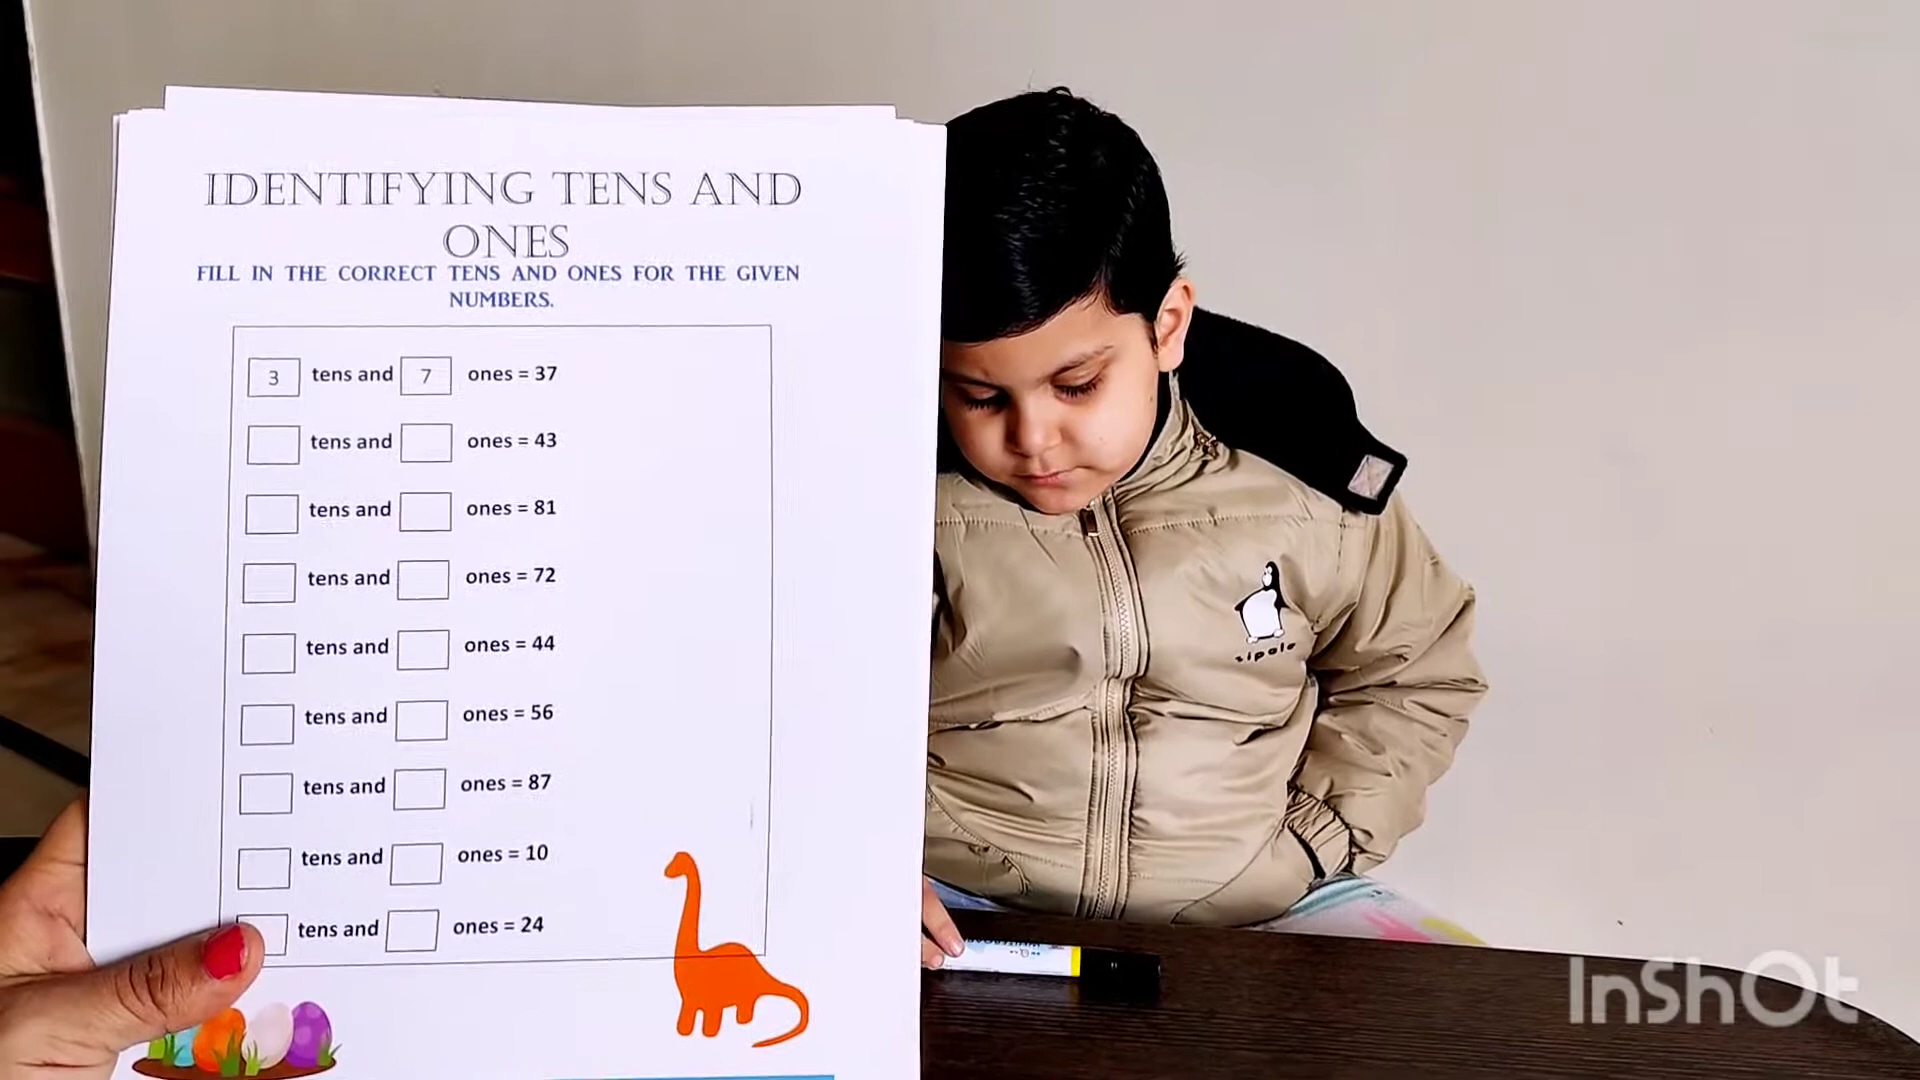 IDENTIFYING TENS AND
ONES
FILL IN THE CORRECT TENS AND ONES FOR THE GIVEN
NUMBERS.
3 tens and 7 ones = 37
tens and ones = 43
tens and ones = 81
tens and ones = 72
tens and ones = 44
tens and ones = 56
tens and ones = 87
tens and ones = 10
tens and ones = 24
InShOt